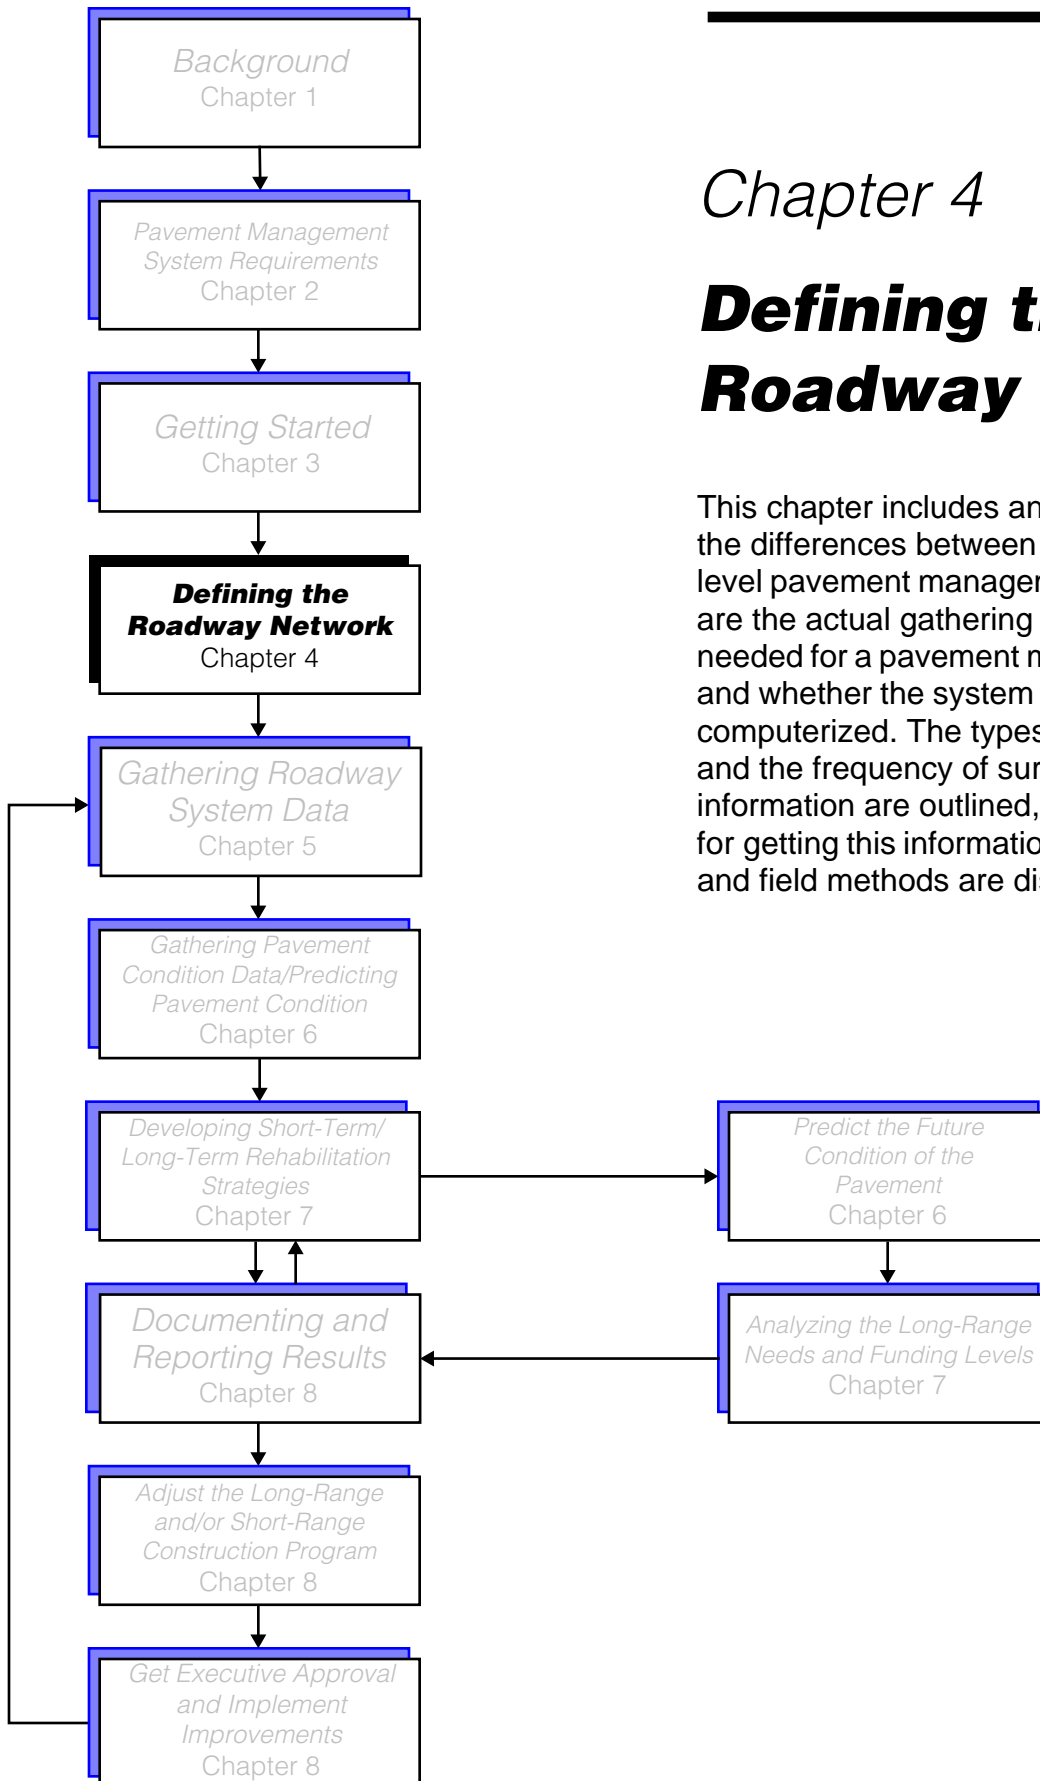 Background
Chapter 1
Pavement Management
System Requirements
Chapter 2
Getting Started
Chapter 3
Defining the
Roadway Network
Chapter 4
Gathering Roadway
System Data
Chapter 5
Gathering Pavement
Condition Data/Predicting
Pavement Condition
Chapter 6
Developing Short-Term/
Long-Term Rehabilitation
Strategies
Chapter 7
Documenting and
Reporting Results
Chapter 8
Adjust the Long-Range
and/or Short-Range
Construction Program
Chapter 8
Get Executive Approval
and Implement
Improvements
Chapter 8
Predict the Future
Condition of the
Pavement
Chapter 6
Analyzing the Long-Range
Needs and Funding Levels
Chapter 7
Chapter 4
Defining
Roadway
This chapter includes an
the differences between
level pavement
are the actual gathering
needed for a pavement
and whether the system
computerized. The types
and the frequency of
information are outlined,
for getting this
and field methods are